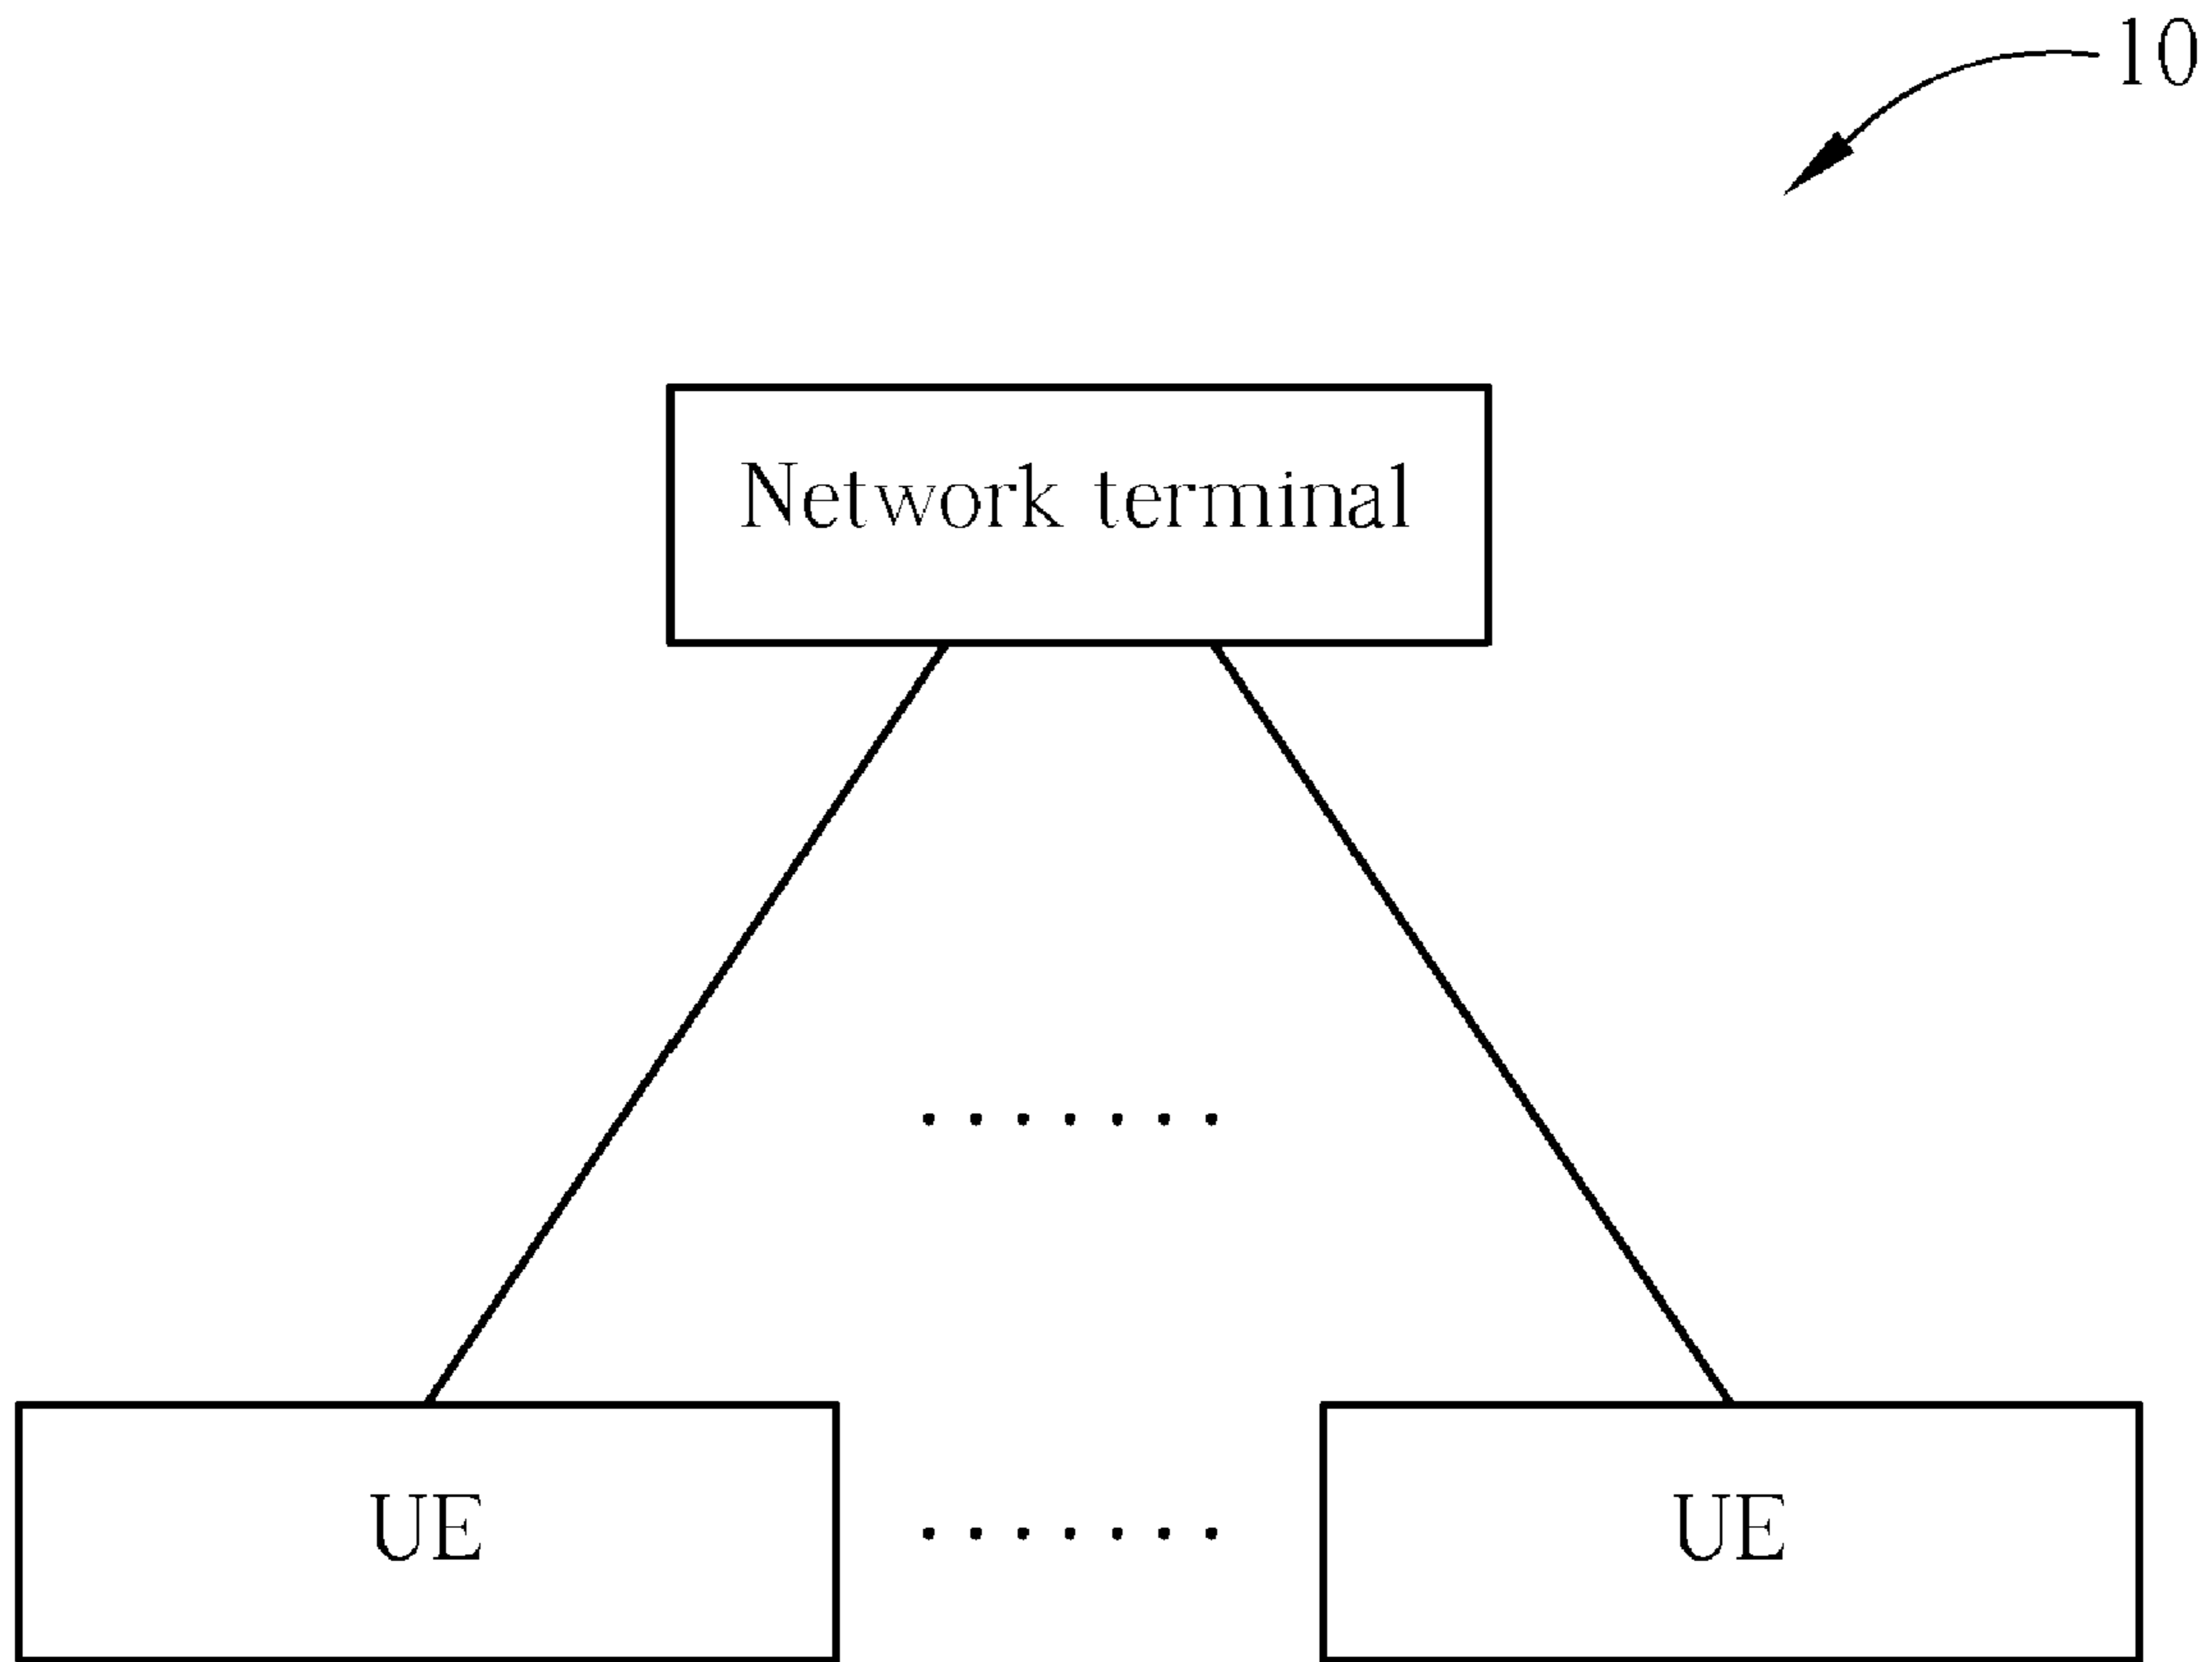 10
Network terminal
UE ....... UE